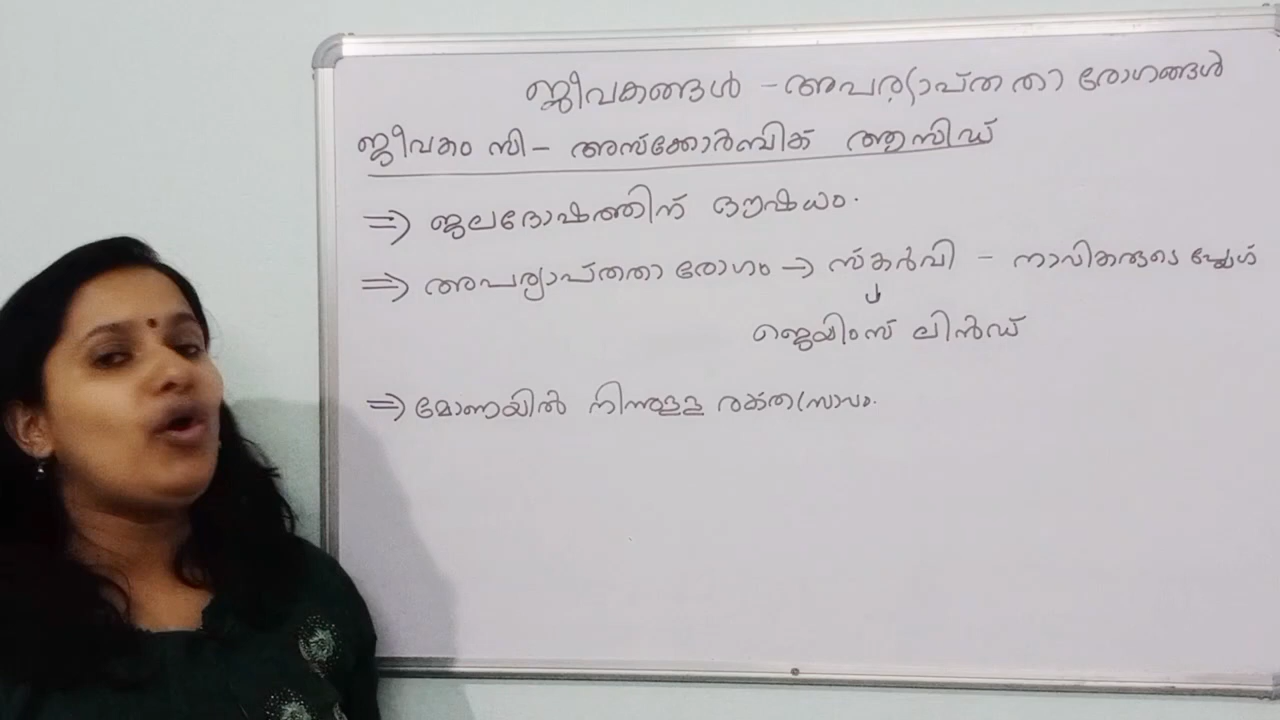 ജീവകങ്ങൾ - അപര്യാപ്തതാ രോഗങ്ങൾ
ജീവകം സി - അസ്ക്കോർബിക് ആസിഡ്
⇒ ജലദോഷത്തിന് ഔഷധം.
⇒ അപര്യാപ്തതാ രോഗം → സ്കർവി - നാവികരുടെ പ്ലേഗ്
↓
ജെയിംസ് ലിൻഡ്
⇒ മോണയിൽ നിന്നുള്ള രക്തസ്രാവം.